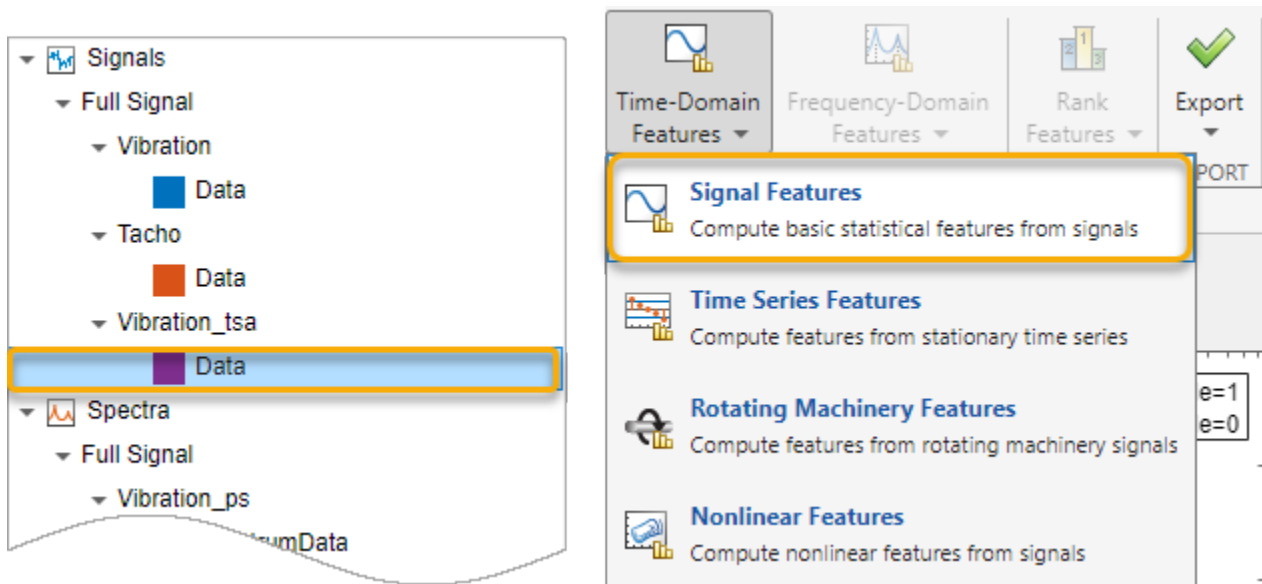 Signals
Full Signal
Vibration
Data
Tacho
Data
Vibration_tsa
Data
Spectra
Full Signal
Vibration_ps
Time-Domain
Features
Frequency-Domain
Features
Rank
Features
Export
2
1
3
PORT
Signal Features
Compute basic statistical features from signals
Time Series Features
Compute features from stationary time series
Rotating Machinery Features
Compute features from rotating machinery signals
Nonlinear Features
Compute nonlinear features from signals
e=1
e=0